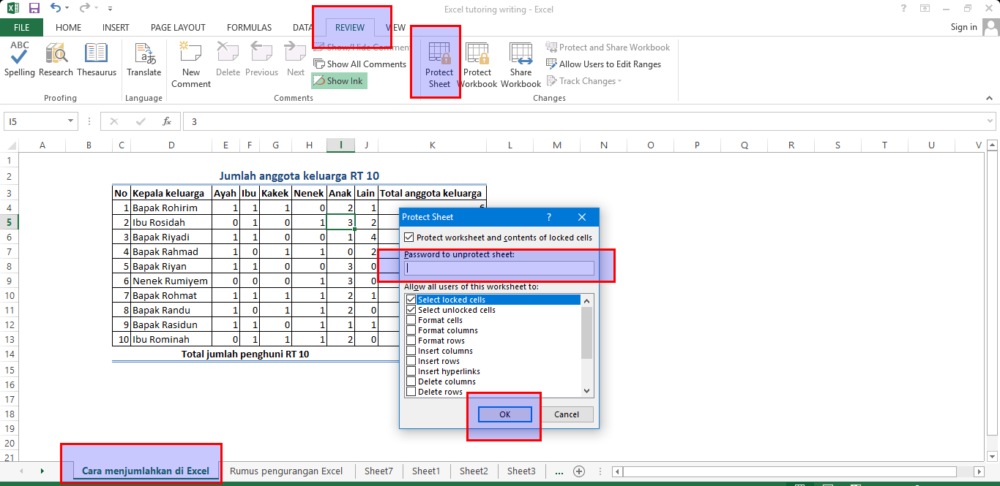 Excel tutoring writing - Excel
FILE HOME INSERT PAGE LAYOUT FORMULAS DATA REVIEW VIEW Sign in
ABC
Spelling Research Thesaurus
Proofing
Translate
Language
New Comment
Delete
Previous
Next
Show/Hide Comment
Show All Comments
Show Ink
Comments
Protect Sheet
Protect Workbook
Share Workbook
Protect and Share Workbook
Allow Users to Edit Ranges
Track Changes
Changes
I5 fx 3
A B C D E F G H I J K L M N O P Q R S T U V
1
2 Jumlah anggota keluarga RT 10
3 No Kepala keluarga Ayah Ibu Kakek Nenek Anak Lain Total anggota keluarga
4 1 Bapak Rohirim 1 1 1 0 2 1 6
5 2 Ibu Rosidah 0 1 0 1 3 2
6 3 Bapak Riyadi 1 1 0 0 1 4
7 4 Bapak Rahmad 1 0 1 1 0 2
8 5 Bapak Riyan 1 1 0 0 3 0
9 6 Nenek Rumiyem 0 0 0 1 3 0
10 7 Bapak Rohmat 1 1 1 1 2 1
11 8 Bapak Randu 1 0 1 1 2 0
12 9 Bapak Rasidun 1 1 0 1 1 1
13 10 Ibu Rominah 0 1 1 1 2 0
14 Total jumlah penghuni RT 10
15
16
17
18
19
20
21
Protect Sheet ?
Protect worksheet and contents of locked cells
Password to unprotect sheet:
Allow all users of this worksheet to:
Select locked cells
Select unlocked cells
Format cells
Format columns
Format rows
Insert columns
Insert rows
Insert hyperlinks
Delete columns
Delete rows
OK Cancel
Cara menjumlahkan di Excel Rumus pengurangan Excel Sheet7 Sheet1 Sheet2 Sheet3 ...